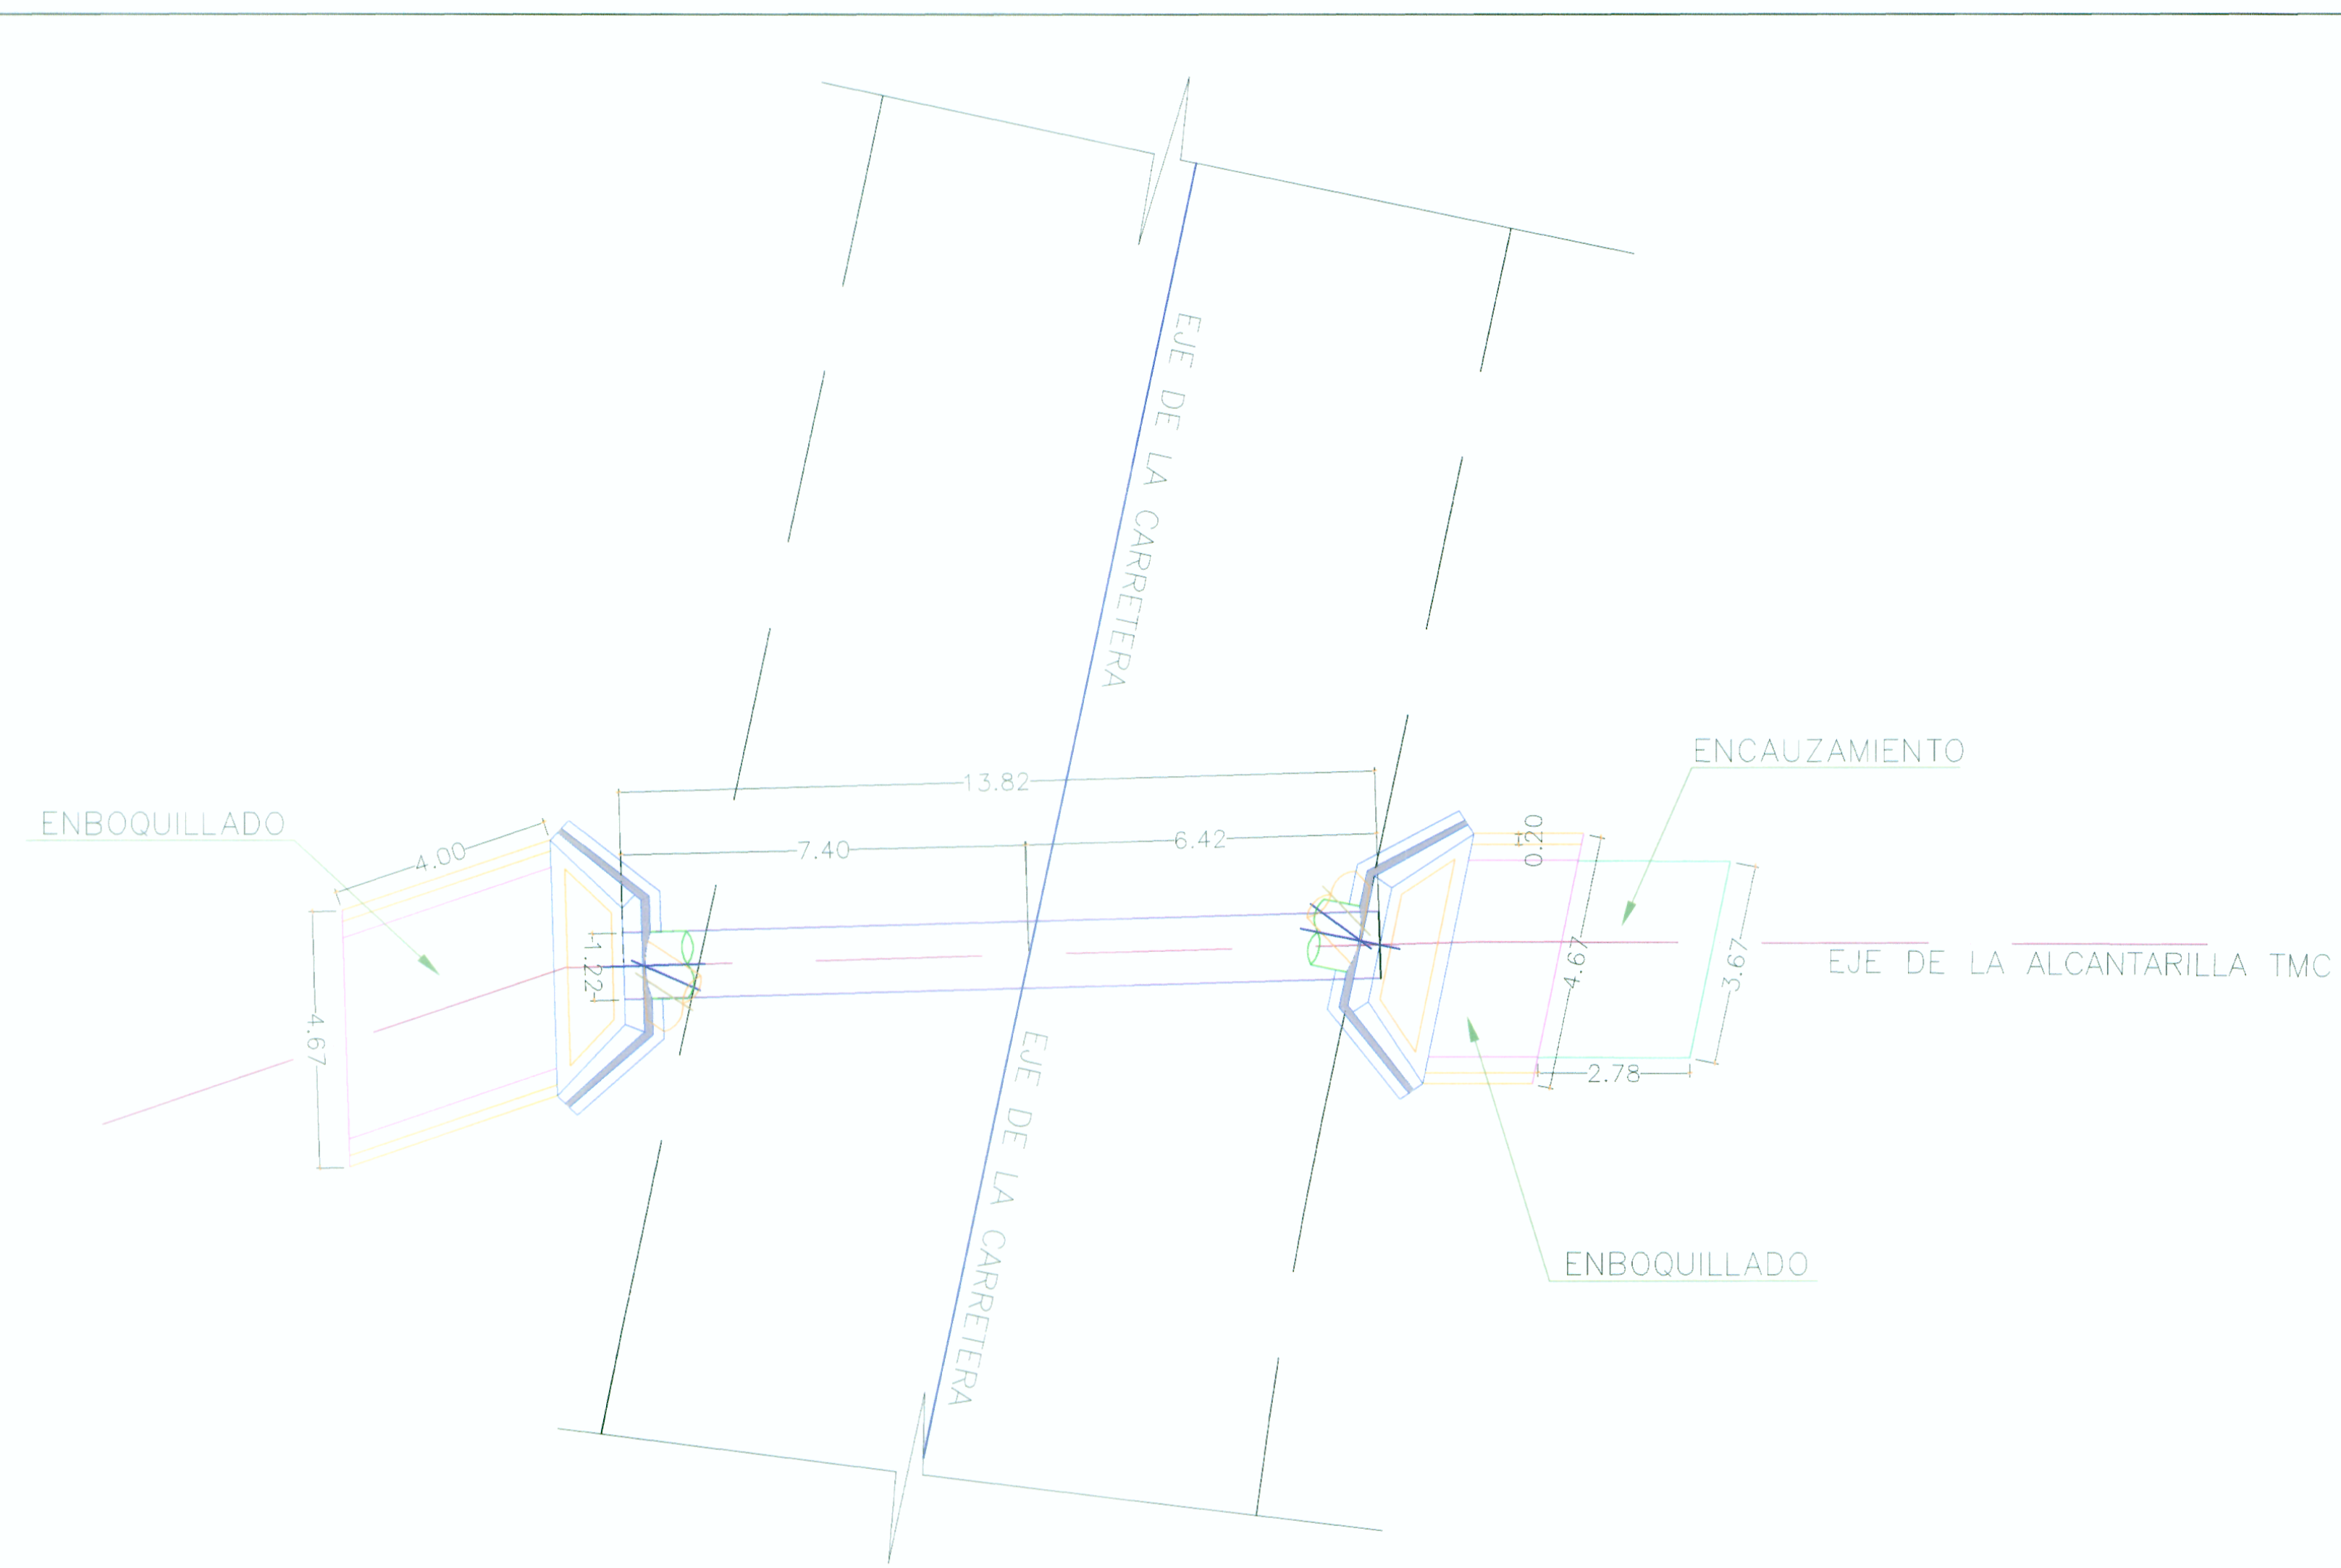 EJE DE LA CARRETERA
ENCAUZAMIENTO
13.82
ENBOQUILLADO
4.00
7.40
6.42
0.20
1.22
4.67
4.67
3.67
EJE DE LA ALCANTARILLA TMC
2.78
EJE DE LA CARRETERA
ENBOQUILLADO